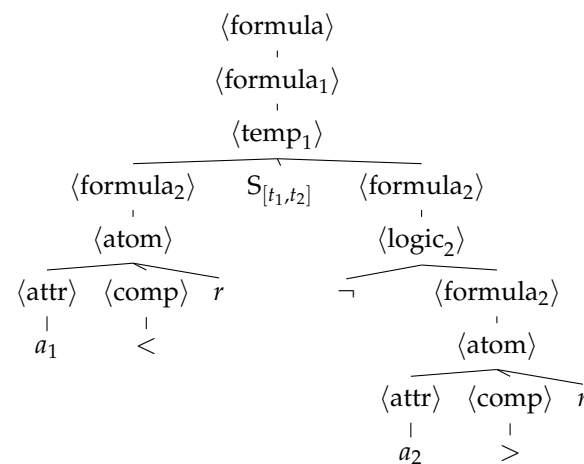 ⟨formula⟩
⟨formula₁⟩
⟨temp₁⟩
⟨formula₂⟩ S[t₁,t₂] ⟨formula₂⟩
⟨atom⟩ ⟨logic₂⟩
⟨attr⟩ ⟨comp⟩ r ¬ ⟨formula₂⟩
a₁ < ⟨atom⟩
⟨attr⟩ ⟨comp⟩ r
a₂ >